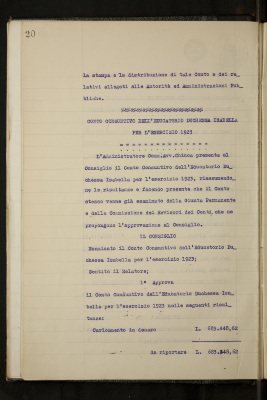 20
La stampa e la distribuzione di tale Conto e dei re-
lativi allegati alle Autorità ed Amministrazioni Pub-
bliche.
CONTO CONSUNTIVO DELL'EDUCATORIO DUCHESSA ISABELLA
PER L'ESERCIZIO 1923
L'Amministratore Comm.Avv. presenta al
Consiglio il Conto Consuntivo dell'Educatorio Du-
chessa Isabella per l'esercizio 1923, riassumendo-
ne le risultanze e facendo presente che il Conto
stesso venne già esaminato dalla Giunta Permanente
e dalla Commissione dei Revisori dei Conti, che ne
propongono l'approvazione al Consiglio.
IL CONSIGLIO
Esaminato il Conto Consuntivo dell'Educatorio Du-
chessa Isabella per l'esercizio 1923;
Sentito il Relatore;
1° Approva
il Conto Consuntivo dell'Educatorio Duchessa Isa-
bella per l'esercizio 1923 nelle seguenti risul-
tanze:
Caricamento in denaro L.
Da riportare L.